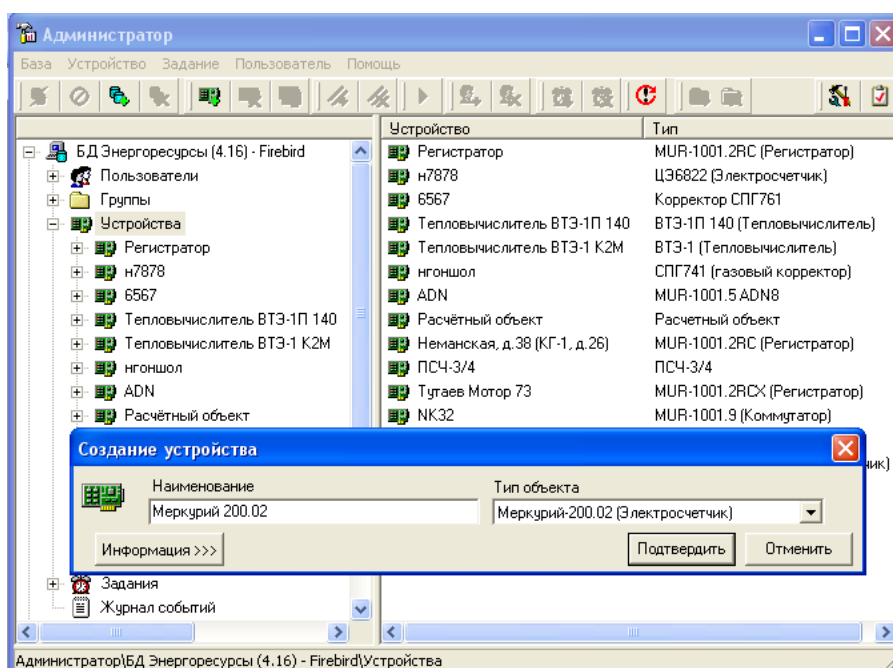 Администратор
База Устройство Задание Пользователь Помощь
Устройство Тип
БД Энергоресурсы (4.16) - Firebird
Пользователи
Группы
Устройства
Регистратор
н7878
6567
Тепловычислитель ВТЭ-1П 140
Тепловычислитель ВТЭ-1 К2М
нгоншол
ADN
Расчётный объект
Регистратор MUR-1001.2RC (Регистратор)
н7878 ЦЭ6822 (Электросчетчик)
6567 Корректор СПГ761
Тепловычислитель ВТЭ-1П 140 ВТЭ-1П 140 (Тепловычислитель)
Тепловычислитель ВТЭ-1 К2М ВТЭ-1 (Тепловычислитель)
нгоншол СПГ741 (газовый корректор)
ADN MUR-1001.5 ADN8
Расчётный объект Расчетный объект
Неманская, д.38 (КГ-1, д.26) MUR-1001.2RC (Регистратор)
ПСЧ-3/4 ПСЧ-3/4
Тутаев Мотор 73 MUR-1001.2RCX (Регистратор)
NK32 MUR-1001.9 (Коммутатор)
чик)
Создание устройства
Наименование Тип объекта
Меркурий 200.02 Меркурий-200.02 (Электросчетчик)
Информация >>> Подтвердить Отменить
Задания
Журнал событий
Администратор\БД Энергоресурсы (4.16) - Firebird\Устройства